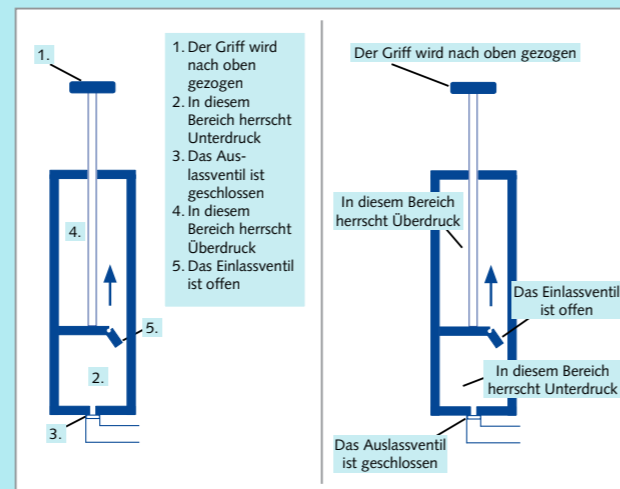 1.
4.
5.
2.
3.
1. Der Griff wird
nach oben
gezogen
2. In diesem
Bereich herrscht
Unterdruck
3. Das Aus-
lassventil ist
geschlossen
4. In diesem
Bereich herrscht
Überdruck
5. Das Einlassventil
ist offen
Der Griff wird nach oben gezogen
In diesem Bereich
herrscht Überdruck
Das Einlassventil
ist offen
In diesem Bereich
herrscht Unterdruck
Das Auslassventil
ist geschlossen